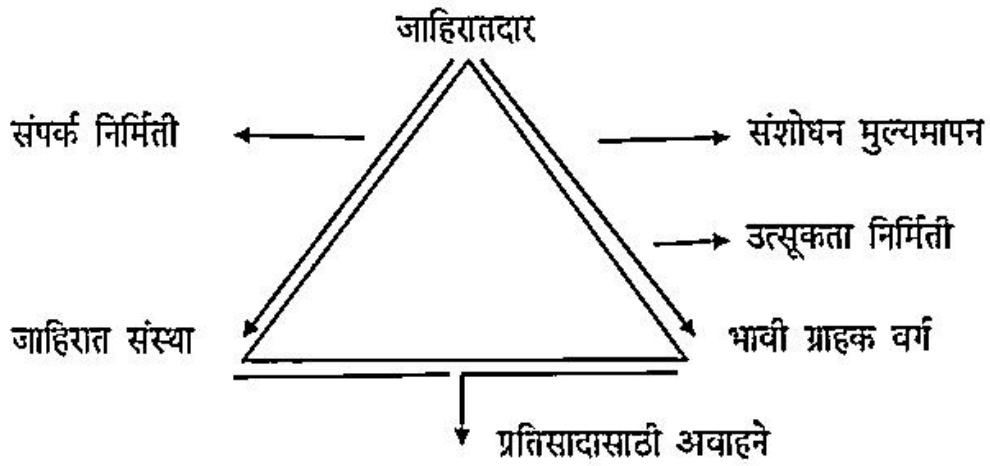 जाहिरातदार
संपर्क निर्मिती
संशोधन मुल्यमापन
उत्सूकता निर्मिती
जाहिरात संस्था
भावी ग्राहक वर्ग
प्रतिसादासाठी अवाहने